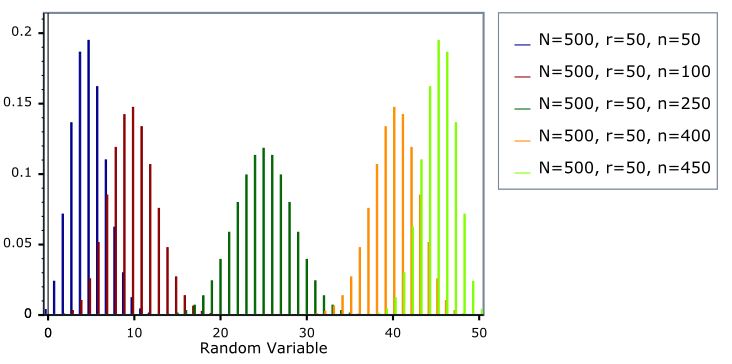 0.2
0.15
0.1
0.05
0
0 10 20 30 40 50
Random Variable
N=500, r=50, n=50
N=500, r=50, n=100
N=500, r=50, n=250
N=500, r=50, n=400
N=500, r=50, n=450